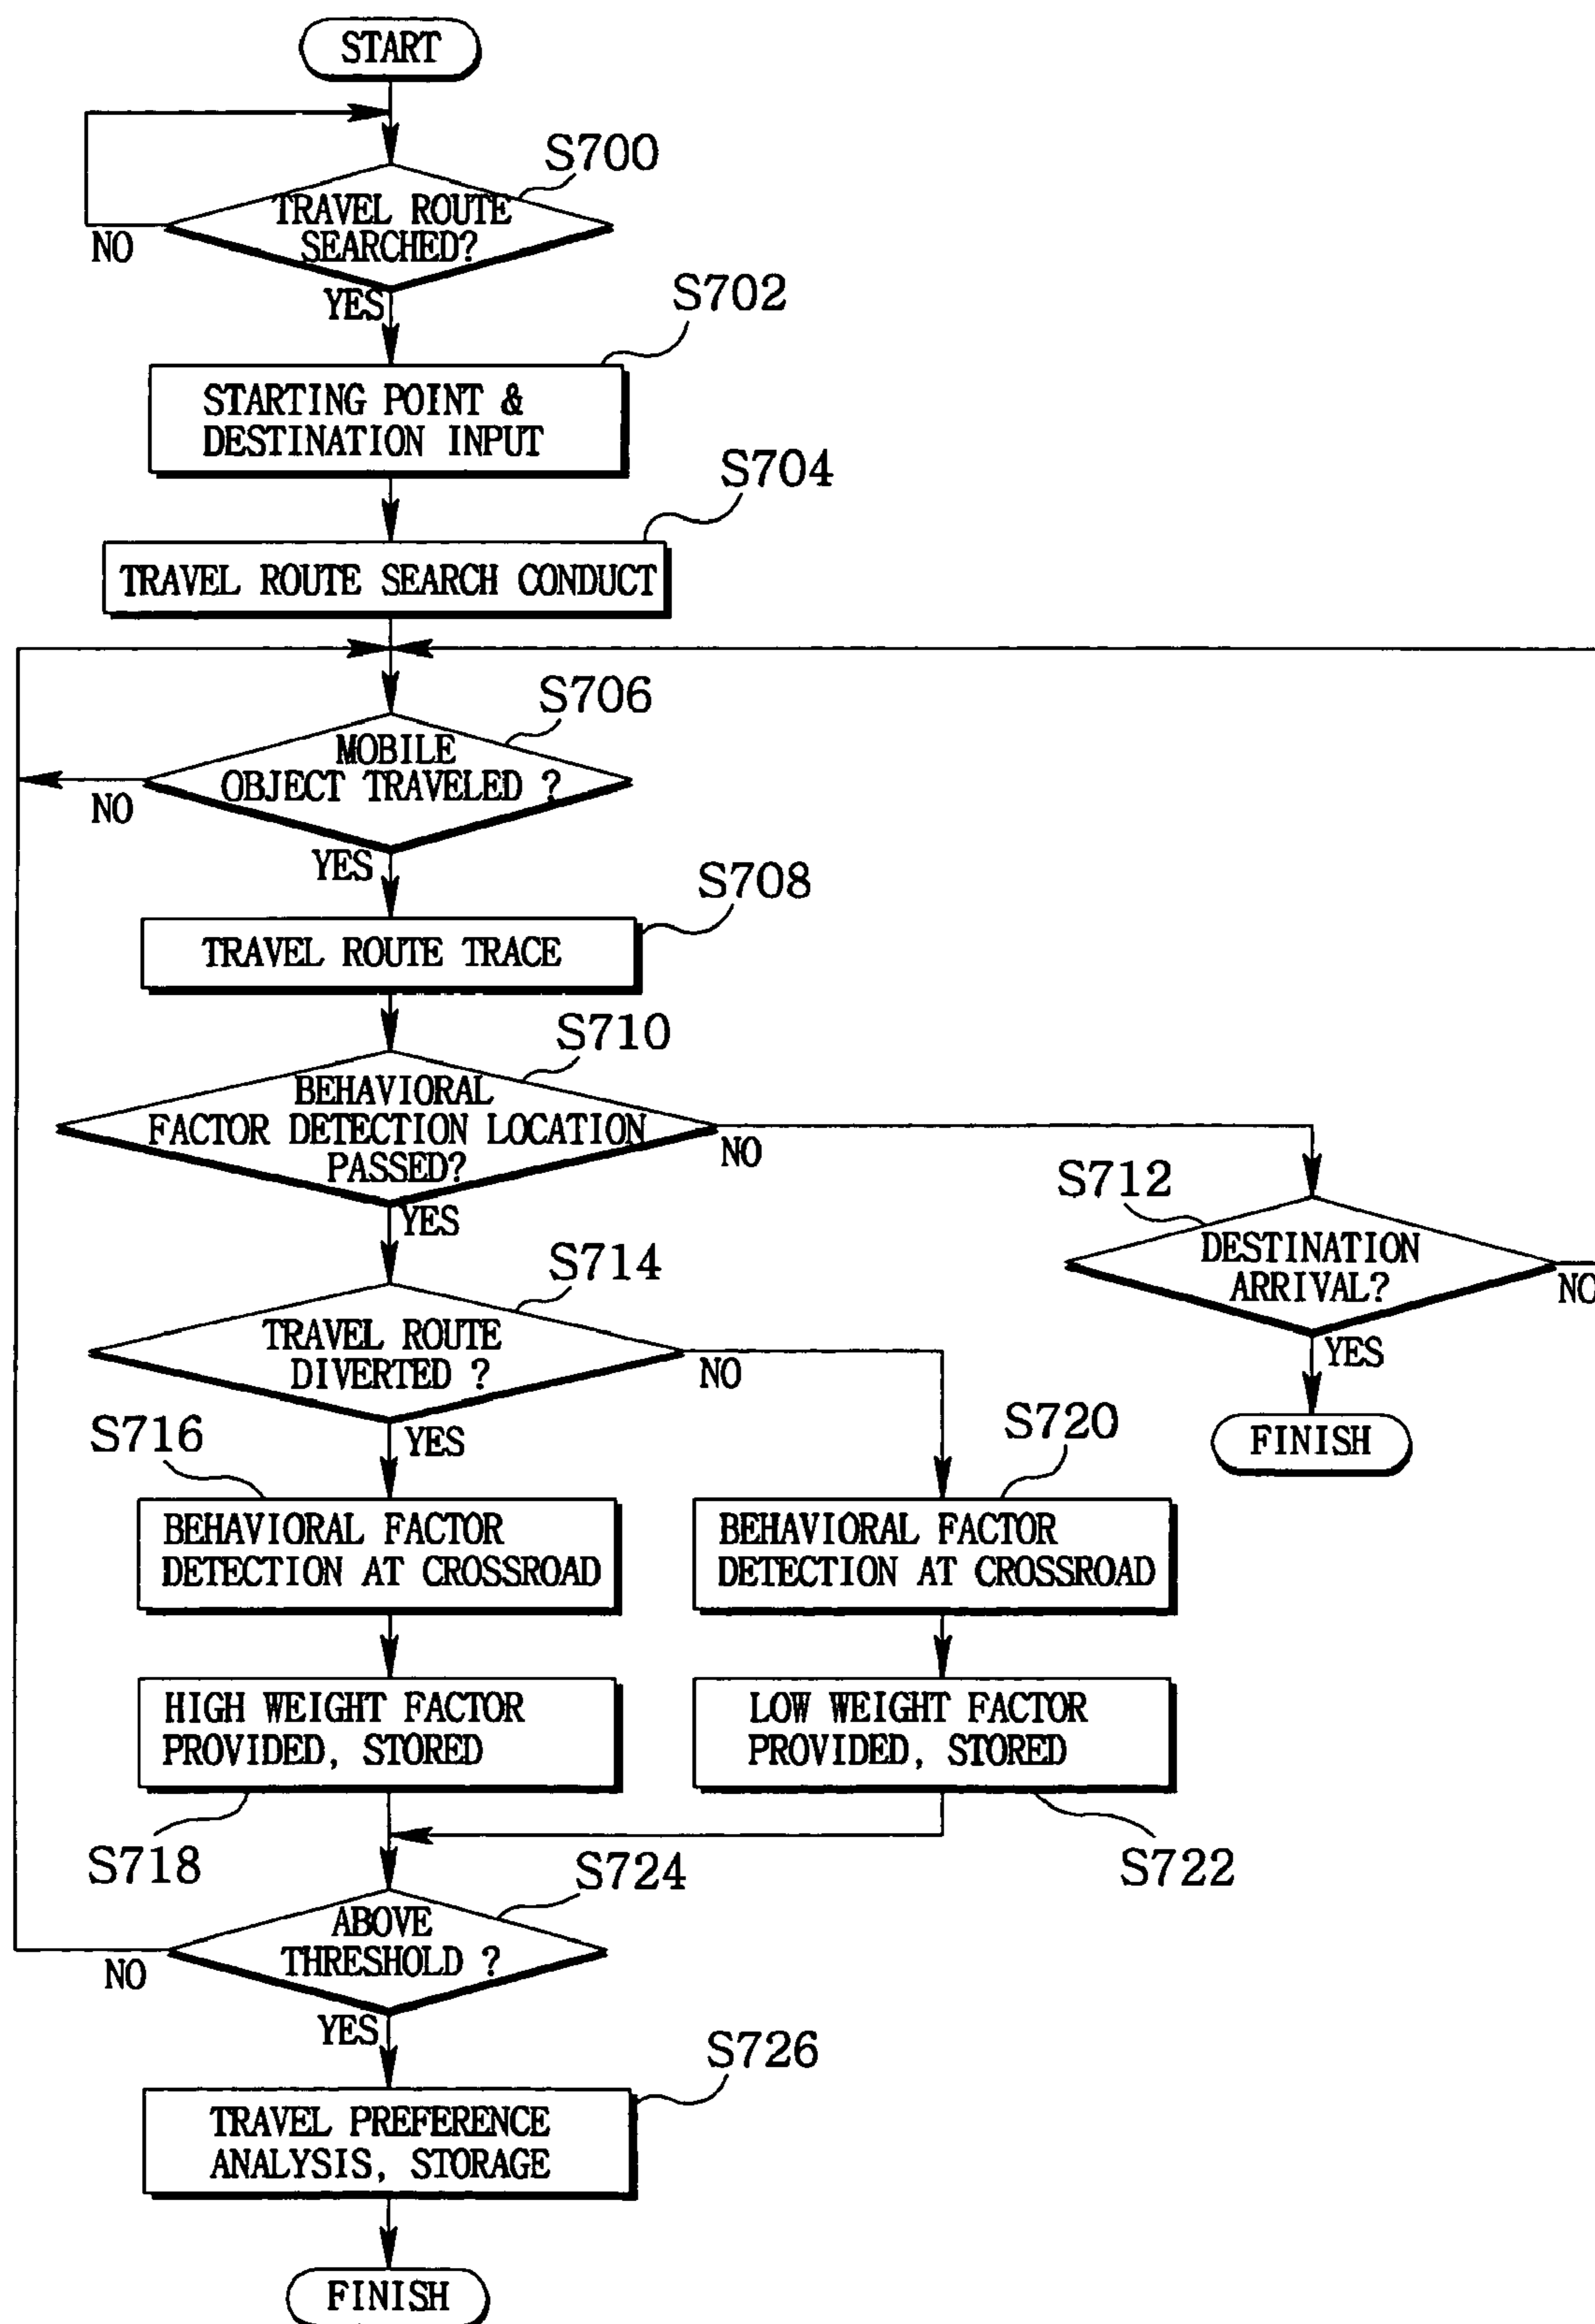 START
S700
TRAVEL ROUTE
SEARCHED?
NO
YES
S702
STARTING POINT &
DESTINATION INPUT
S704
TRAVEL ROUTE SEARCH CONDUCT
S706
MOBILE
OBJECT TRAVELED ?
NO
YES
S708
TRAVEL ROUTE TRACE
S710
BEHAVIORAL
FACTOR DETECTION LOCATION
PASSED?
NO
YES
S712
DESTINATION
ARRIVAL?
NO
YES
FINISH
S714
TRAVEL ROUTE
DIVERTED ?
NO
YES
S716
BEHAVIORAL FACTOR
DETECTION AT CROSSROAD
S720
BEHAVIORAL FACTOR
DETECTION AT CROSSROAD
HIGH WEIGHT FACTOR
PROVIDED, STORED
S718
LOW WEIGHT FACTOR
PROVIDED, STORED
S722
S724
ABOVE
THRESHOLD ?
NO
YES
S726
TRAVEL PREFERENCE
ANALYSIS, STORAGE
FINISH